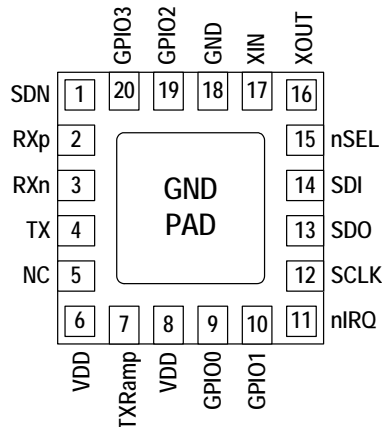 GPIO3
GPIO2
GND
XIN
XOUT
SDN 1 20 19 18 17 16
RXp 2 15 nSEL
RXn 3 14 SDI
GND
PAD
TX 4 13 SDO
NC 5 12 SCLK
6 7 8 9 10 11 nIRQ
VDD
TXRamp
VDD
GPIO0
GPIO1